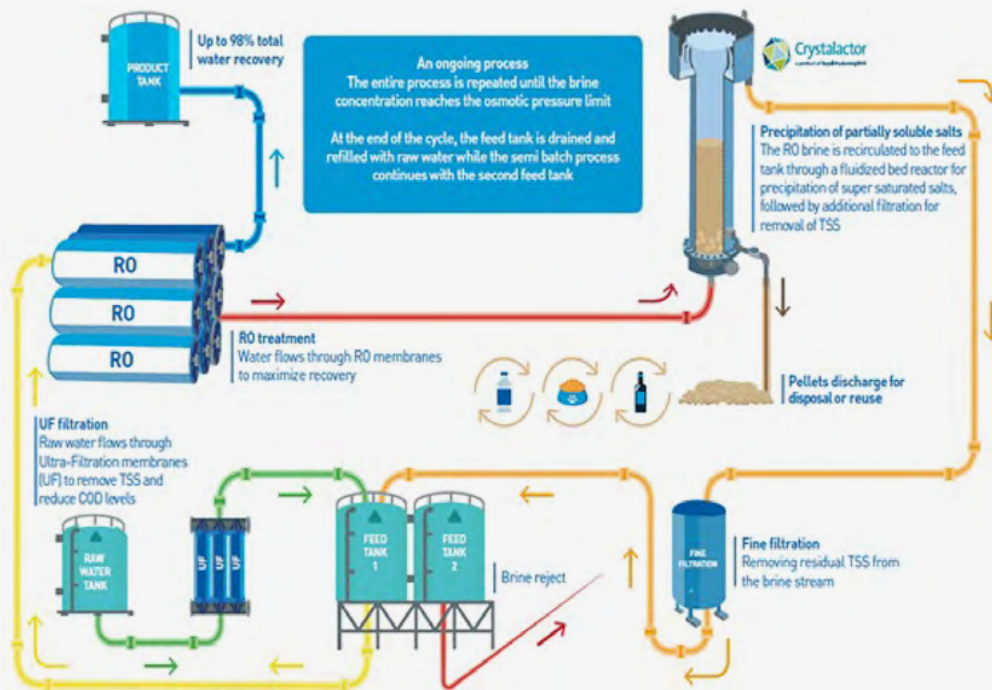 PRODUCT
TANK
Up to 98% total
water recovery
An ongoing process
The entire process is repeated until the brine
concentration reaches the osmotic pressure limit
At the end of the cycle, the feed tank is drained and
refilled with raw water while the semi batch process
continues with the second feed tank
Crystalactor
Precipitation of partially soluble salts
The RO brine is recirculated to the feed
tank through a fluidized bed reactor for
precipitation of super saturated salts,
followed by additional filtration for
removal of TSS
RO
RO
RO
RO treatment
Water flows through RO membranes
to maximize recovery
Pellets discharge for
disposal or reuse
UF filtration
Raw water flows through
Ultra-Filtration membranes
(UF) to remove TSS and
reduce COD levels
RAW
WATER
TANK
UF
UF
UF
FEED
TANK
1
FEED
TANK
2
Brine reject
FINE
FILTRATION
Fine filtration
Removing residual TSS from
the brine stream